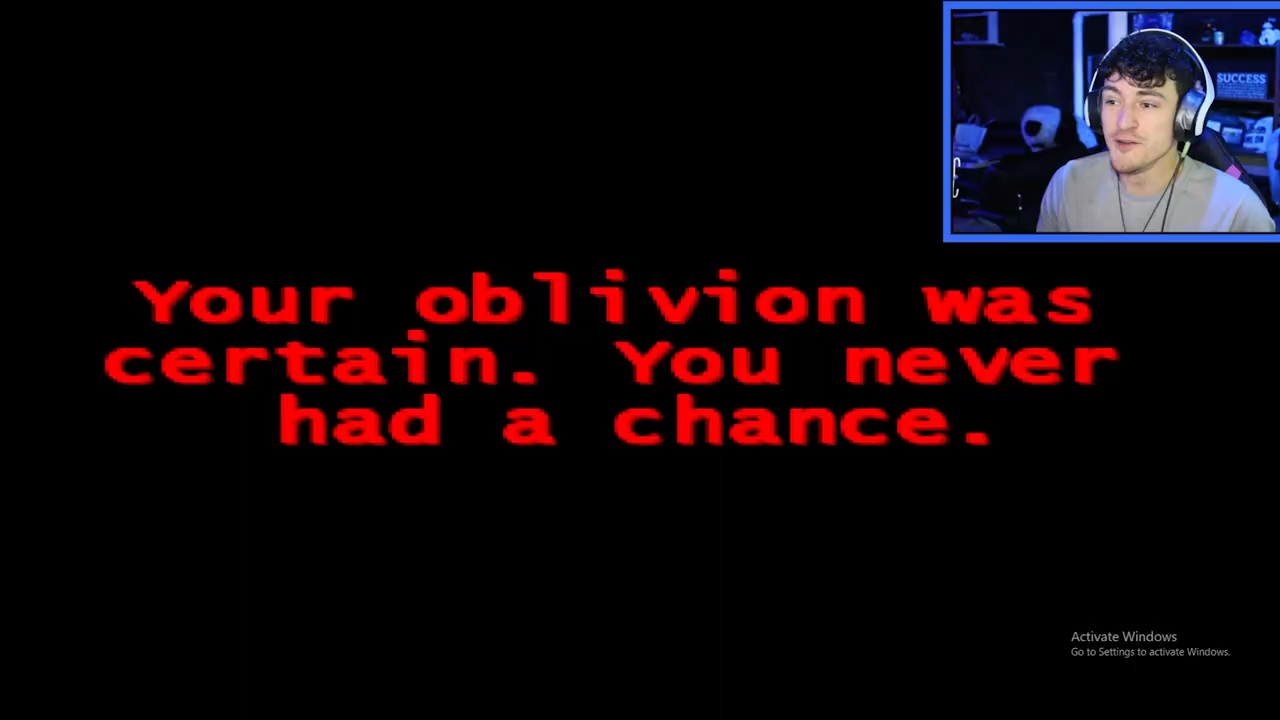 SUCCESS
Your oblivion was
certain. You never
had a chance.
Activate Windows
Go to Settings to activate Windows.